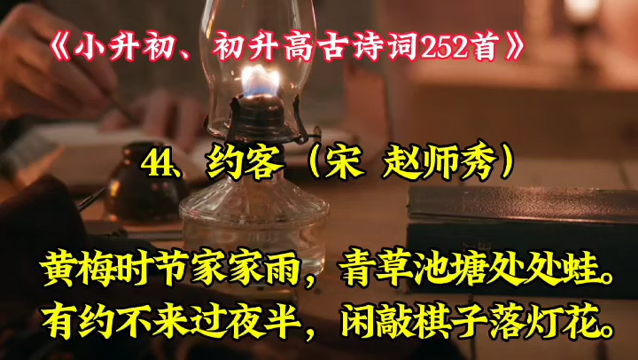 《小升初、初升高古诗词252首》
44、约客（宋 赵师秀）
黄梅时节家家雨，青草池塘处处蛙。
有约不来过夜半，闲敲棋子落灯花。